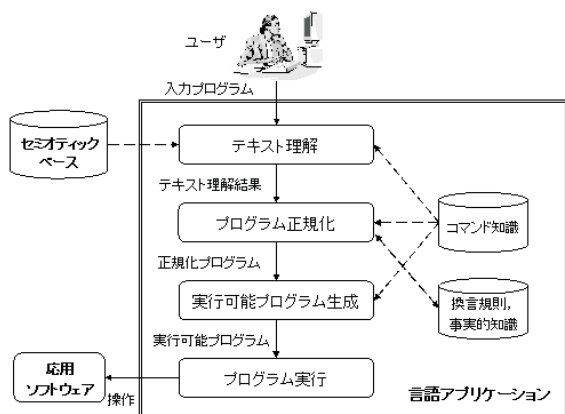 ユーザ
入力プログラム
セミオティック
ベース
テキスト理解
テキスト理解結果
プログラム正規化
コマンド知識
正規化プログラム
実行可能プログラム生成
換言規則,
事実的知識
実行可能プログラム
応用
ソフトウェア
操作
プログラム実行
言語アプリケーション